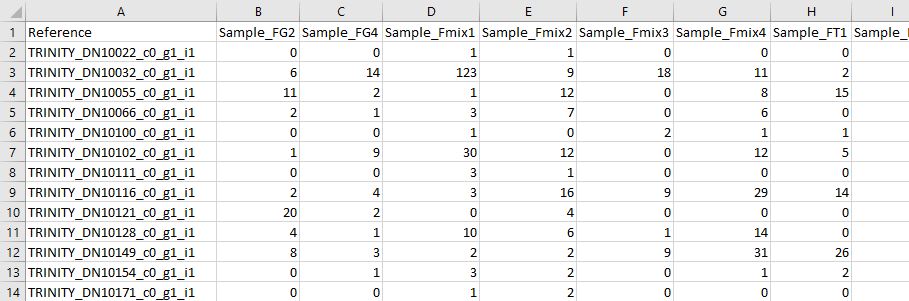 A B C D E F G H I
1 Reference Sample_FG2 Sample_FG4 Sample_Fmix1 Sample_Fmix2 Sample_Fmix3 Sample_Fmix4 Sample_FT1
2 TRINITY_DN10022_c0_g1_i1 0 0 1 1 0 0 0
3 TRINITY_DN10032_c0_g1_i1 6 14 123 9 18 11 2
4 TRINITY_DN10055_c0_g1_i1 11 2 1 12 0 8 15
5 TRINITY_DN10066_c0_g1_i1 2 1 3 7 0 6 0
6 TRINITY_DN10100_c0_g1_i1 0 0 1 0 2 1 1
7 TRINITY_DN10102_c0_g1_i1 1 9 30 12 0 12 5
8 TRINITY_DN10111_c0_g1_i1 0 0 3 1 0 0 0
9 TRINITY_DN10116_c0_g1_i1 2 4 3 16 9 29 14
10 TRINITY_DN10121_c0_g1_i1 20 2 0 4 0 0 0
11 TRINITY_DN10128_c0_g1_i1 4 1 10 6 1 14 0
12 TRINITY_DN10149_c0_g1_i1 8 3 2 2 9 31 26
13 TRINITY_DN10154_c0_g1_i1 0 1 3 2 0 1 2
14 TRINITY_DN10171_c0_g1_i1 0 0 1 2 0 0 0